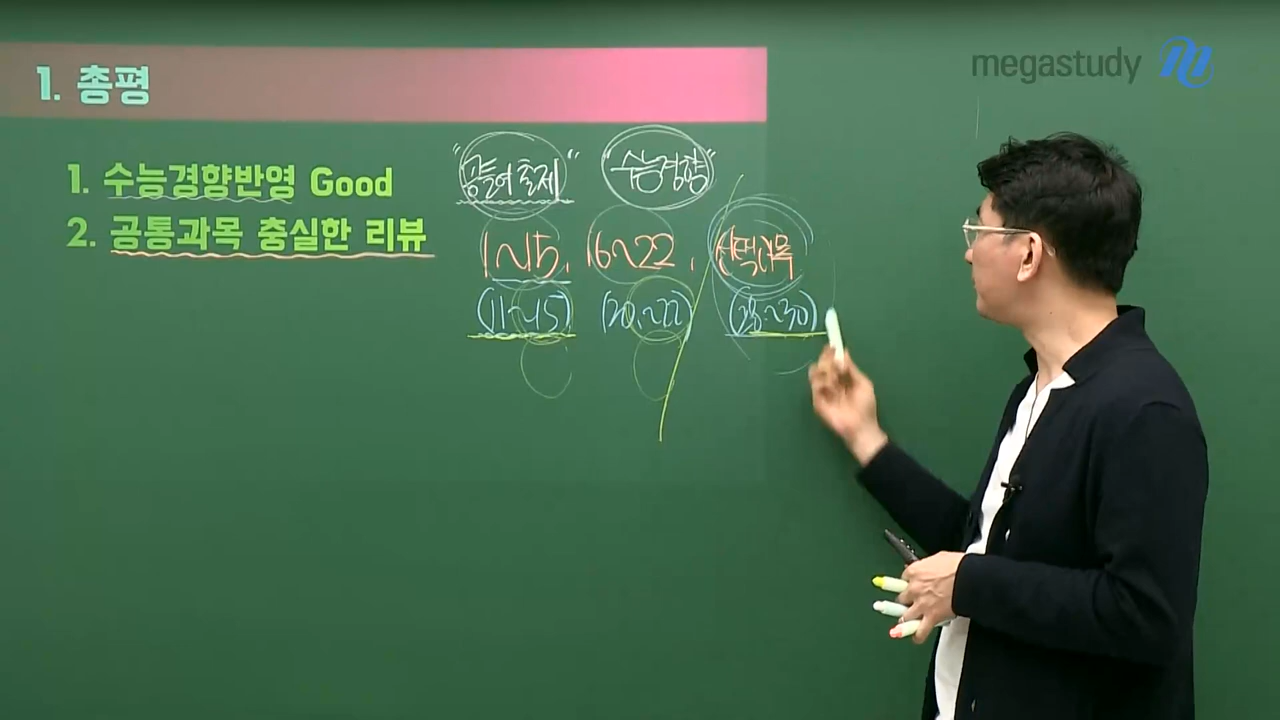 megastudy
1. 총평
1. 수능경향반영 Good
2. 공통과목 충실한 리뷰
"공들여 출제" "수능경향"
1~15, 16~22, 선택과목
(11~15) (20~22) (28~30)